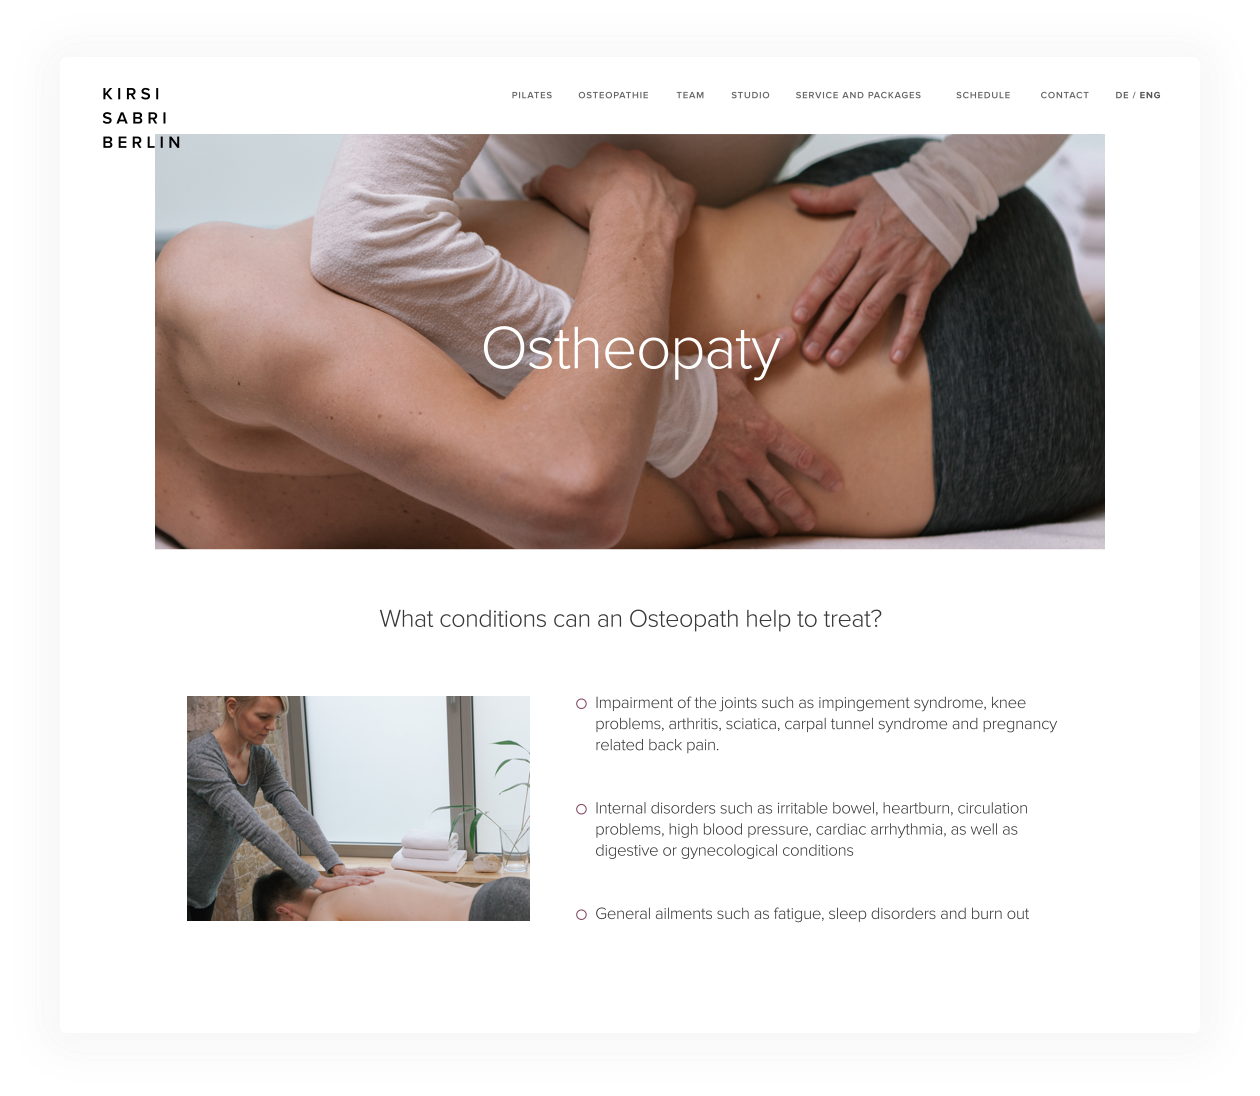 KIRSI
SABRI
BERLIN
PILATES OSTEOPATHIE TEAM STUDIO SERVICE AND PACKAGES SCHEDULE CONTACT DE / ENG
Ostheopaty
What conditions can an Osteopath help to treat?
Impairment of the joints such as impingement syndrome, knee
problems, arthritis, sciatica, carpal tunnel syndrome and pregnancy
related back pain.
Internal disorders such as irritable bowel, heartburn, circulation
problems, high blood pressure, cardiac arrhythmia, as well as
digestive or gynecological conditions
General ailments such as fatigue, sleep disorders and burn out